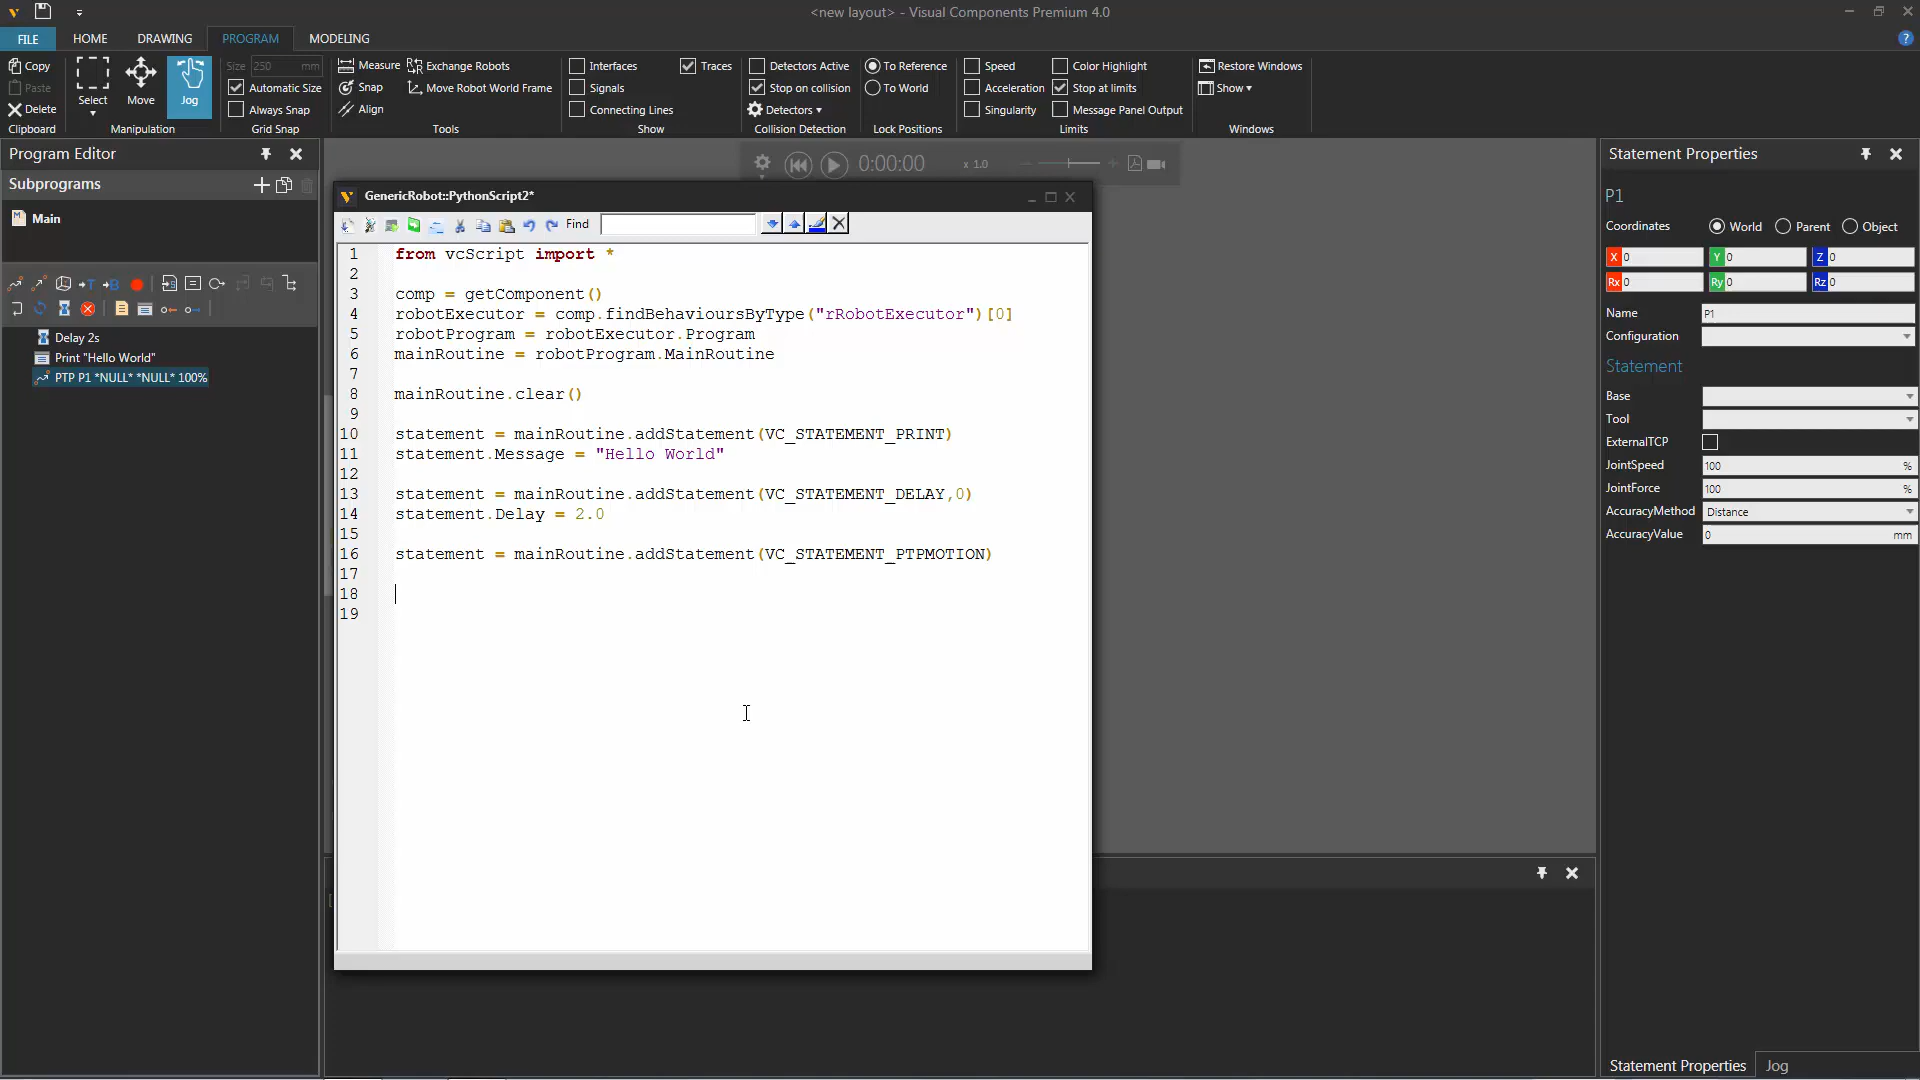 <new layout> - Visual Components Premium 4.0
FILE HOME DRAWING PROGRAM MODELING
Copy
Paste
Delete
Clipboard
Select Move Jog
Manipulation
Size 250 mm
Automatic Size
Always Snap
Grid Snap
Measure Exchange Robots
Snap Move Robot World Frame
Align
Tools
Interfaces Traces
Signals
Connecting Lines
Show
Detectors Active
Stop on collision
Detectors
Collision Detection
To Reference
To World
Lock Positions
Speed Color Highlight
Acceleration Stop at limits
Singularity Message Panel Output
Limits
Restore Windows
Show
Windows
Program Editor
Subprograms
Main
Delay 2s
Print "Hello World"
PTP P1 *NULL* *NULL* 100%
0:00:00 x 1.0
GenericRobot::PythonScript2*
Find
1 from vcScript import *
2
3 comp = getComponent()
4 robotExecutor = comp.findBehavioursByType("rRobotExecutor")[0]
5 robotProgram = robotExecutor.Program
6 mainRoutine = robotProgram.MainRoutine
7
8 mainRoutine.clear()
9
10 statement = mainRoutine.addStatement(VC_STATEMENT_PRINT)
11 statement.Message = "Hello World"
12
13 statement = mainRoutine.addStatement(VC_STATEMENT_DELAY,0)
14 statement.Delay = 2.0
15
16 statement = mainRoutine.addStatement(VC_STATEMENT_PTPMOTION)
17
18
19
Statement Properties
P1
Coordinates World Parent Object
X 0 Y 0 Z 0
Rx 0 Ry 0 Rz 0
Name P1
Configuration
Statement
Base
Tool
ExternalTCP
JointSpeed 100 %
JointForce 100 %
AccuracyMethod Distance
AccuracyValue 0 mm
Statement Properties Jog